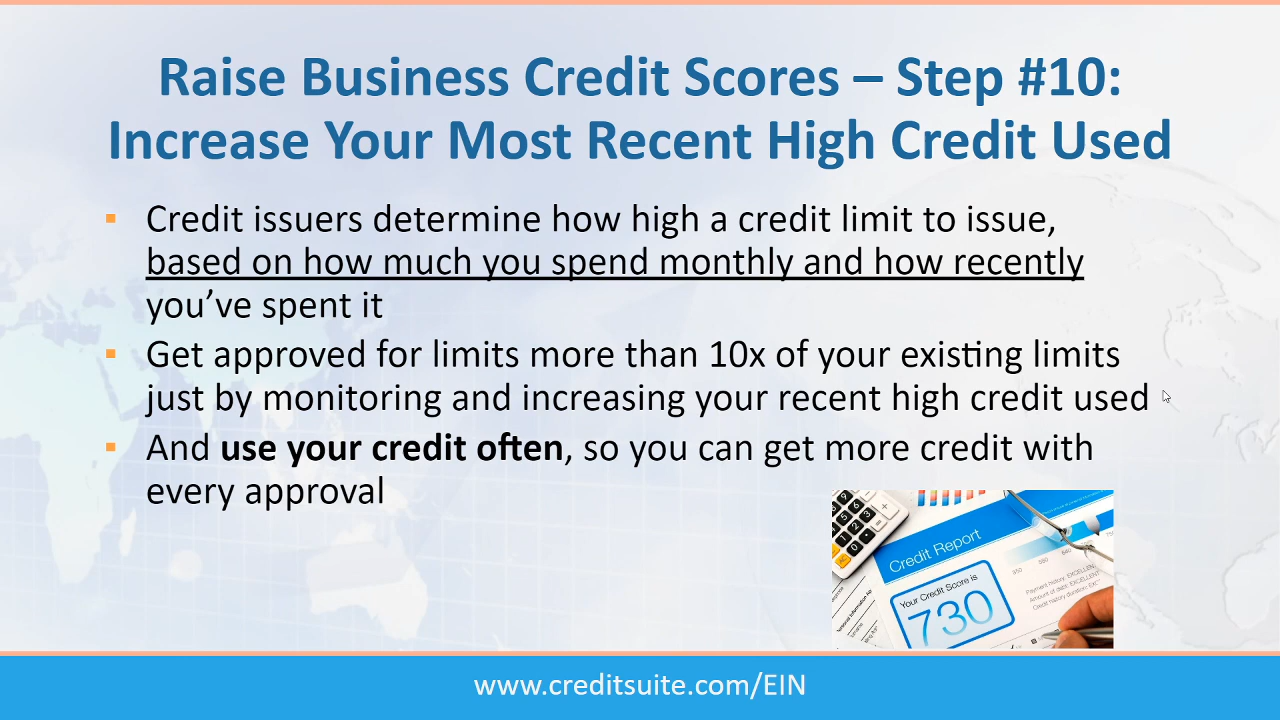 Raise Business Credit Scores – Step #10:
Increase Your Most Recent High Credit Used
▪ Credit issuers determine how high a credit limit to issue,
based on how much you spend monthly and how recently
you’ve spent it
▪ Get approved for limits more than 10x of your existing limits
just by monitoring and increasing your recent high credit used
▪ And use your credit often, so you can get more credit with
every approval
Credit Report
Your Credit Score is
730
www.creditsuite.com/EIN